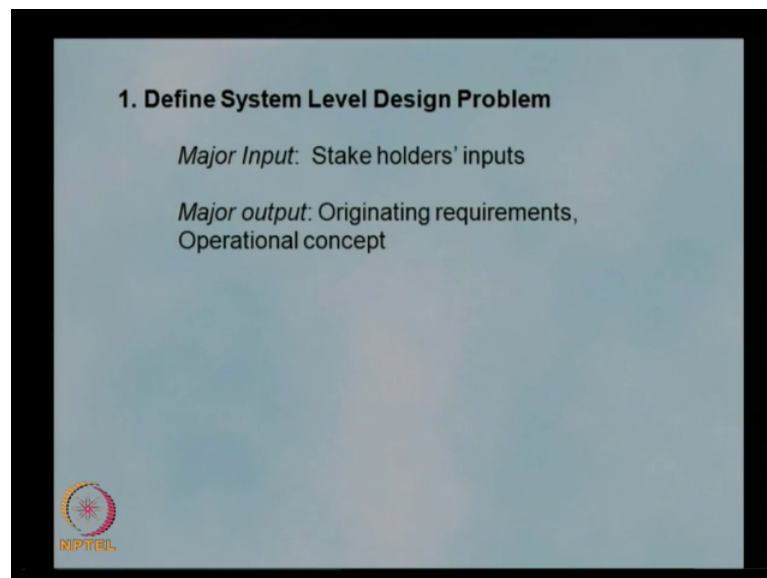 1. Define System Level Design Problem
Major Input: Stake holders' inputs
Major output: Originating requirements,
Operational concept
NPTEL